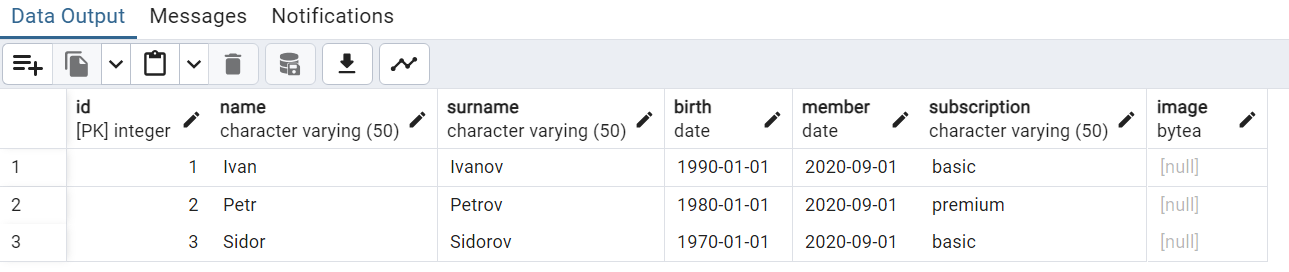 Data Output Messages Notifications
id name surname birth member subscription image
[PK] integer character varying (50) character varying (50) date date character varying (50) bytea
1 1 Ivan Ivanov 1990-01-01 2020-09-01 basic [null]
2 2 Petr Petrov 1980-01-01 2020-09-01 premium [null]
3 3 Sidor Sidorov 1970-01-01 2020-09-01 basic [null]